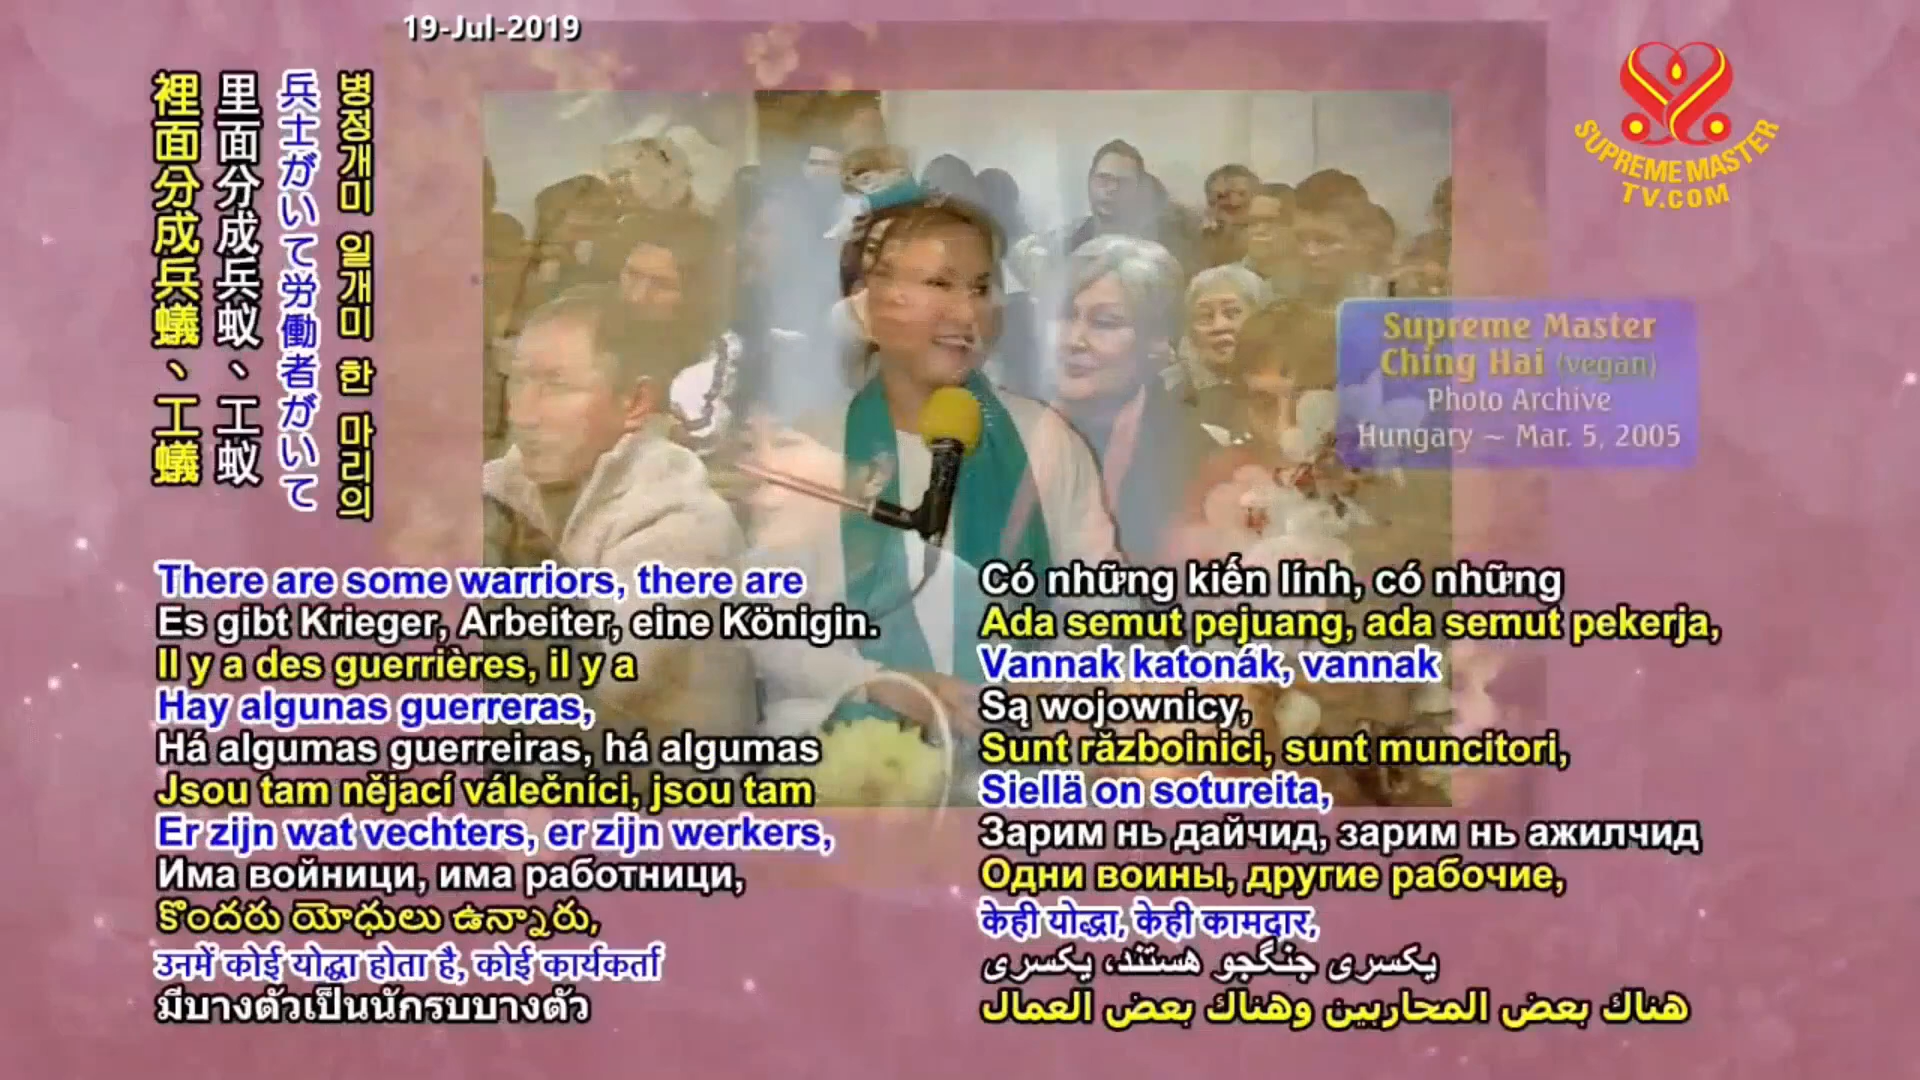 19-Jul-2019
裡面分成兵蟻、工蟻
里面分成兵蚁、工蚁
兵士がいて労働者がいて
병정개미 일개미 한 마리의
SUPREME MASTER
TV.COM
Supreme Master
Ching Hai (vegan)
Photo Archive
Hungary ~ Mar. 5, 2005
There are some warriors, there are
Es gibt Krieger, Arbeiter, eine Königin.
Il y a des guerrières, il y a
Hay algunas guerreras,
Há algumas guerreiras, há algumas
Jsou tam nějací válečníci, jsou tam
Er zijn wat vechters, er zijn werkers,
Има войници, има работници,
కొందరు యోధులు ఉన్నారు,
उनमें कोई योद्धा होता है, कोई कार्यकर्ता
มีบางตัวเป็นนักรบบางตัว
Có những kiến lính, có những
Ada semut pejuang, ada semut pekerja,
Vannak katonák, vannak
Są wojownicy,
Sunt războinici, sunt muncitori,
Siellä on sotureita,
Зарим нь дайчид, зарим нь ажилчид
Одни воины, другие рабочие,
केही योद्धा, केही कामदार,
یکسری جنگجو هستند، یکسری
هناك بعض المحاربين وهناك بعض العمال